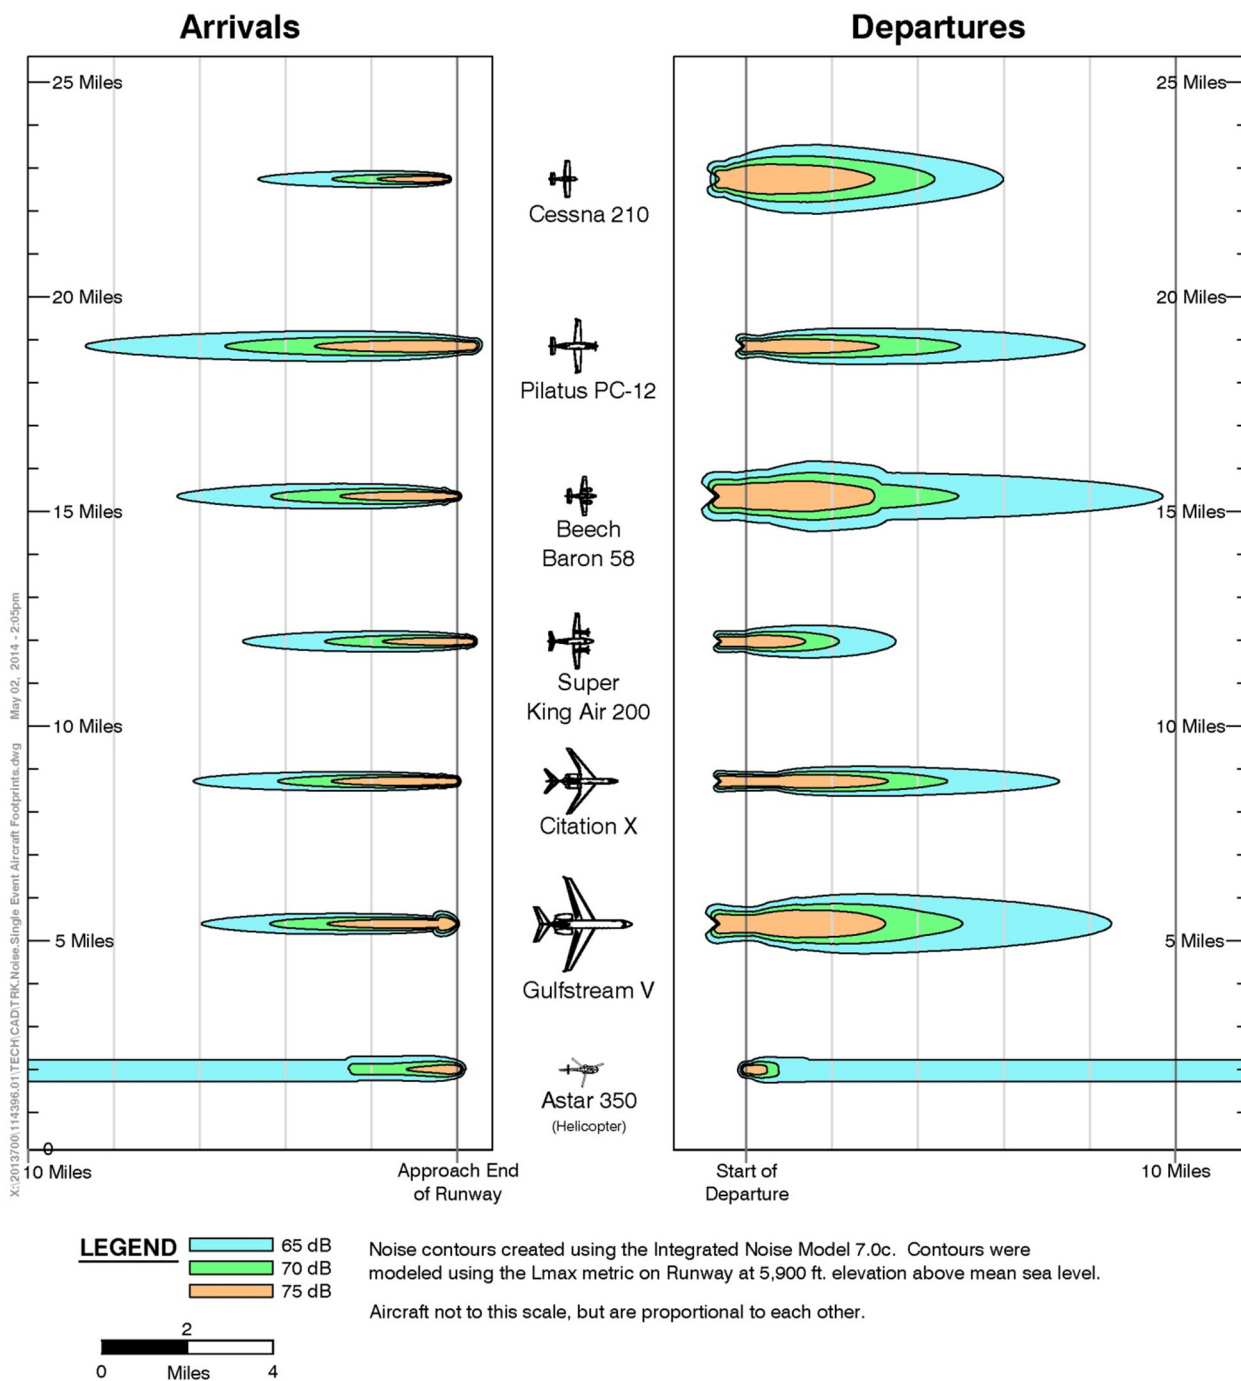 Arrivals
Departures
25 Miles
25 Miles
Cessna 210
20 Miles
20 Miles
Pilatus PC-12
15 Miles
15 Miles
Beech
Baron 58
Super
King Air 200
10 Miles
10 Miles
Citation X
5 Miles
5 Miles
Gulfstream V
Astar 350
(Helicopter)
0
10 Miles
Approach End
of Runway
Start of
Departure
10 Miles
X:\2013700\114396.01\TECH\CAD\TRK.Noise.Single Event Aircraft Footprints.dwg May 02, 2014 - 2:05pm
LEGEND
65 dB
70 dB
75 dB
Noise contours created using the Integrated Noise Model 7.0c. Contours were
modeled using the Lmax metric on Runway at 5,900 ft. elevation above mean sea level.
Aircraft not to this scale, but are proportional to each other.
2
0 Miles 4